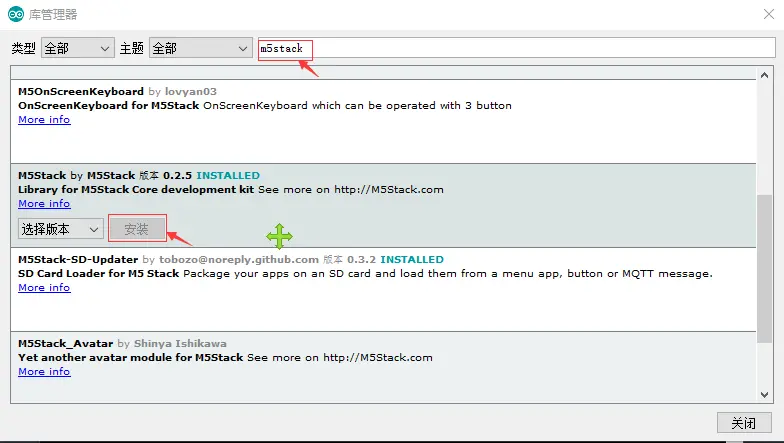 库管理器
类型 全部 主题 全部 m5stack
M5OnScreenKeyboard by lovyan03
OnScreenKeyboard for M5Stack OnScreenKeyboard which can be operated with 3 button
More info
M5Stack by M5Stack 版本 0.2.5 INSTALLED
Library for M5Stack Core development kit See more on http://M5Stack.com
More info
选择版本 安装
M5Stack-SD-Updater by tobozo@noreply.github.com 版本 0.3.2 INSTALLED
SD Card Loader for M5 Stack Package your apps on an SD card and load them from a menu app, button or MQTT message.
More info
M5Stack_Avatar by Shinya Ishikawa
Yet another avatar module for M5Stack See more on http://M5Stack.com
More info
关闭